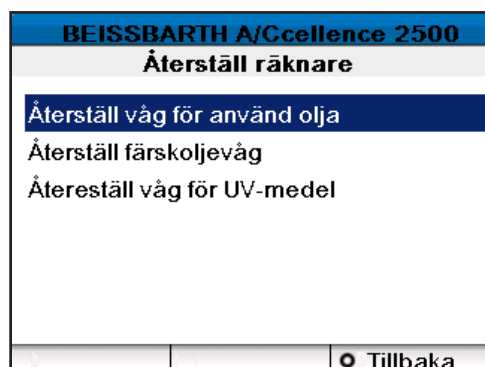 BEISSBARTH A/Ccellence 2500
Återställ räknare
Återställ våg för använd olja
Återställ färskoljevåg
Återeställ våg för UV-medel
Tillbaka